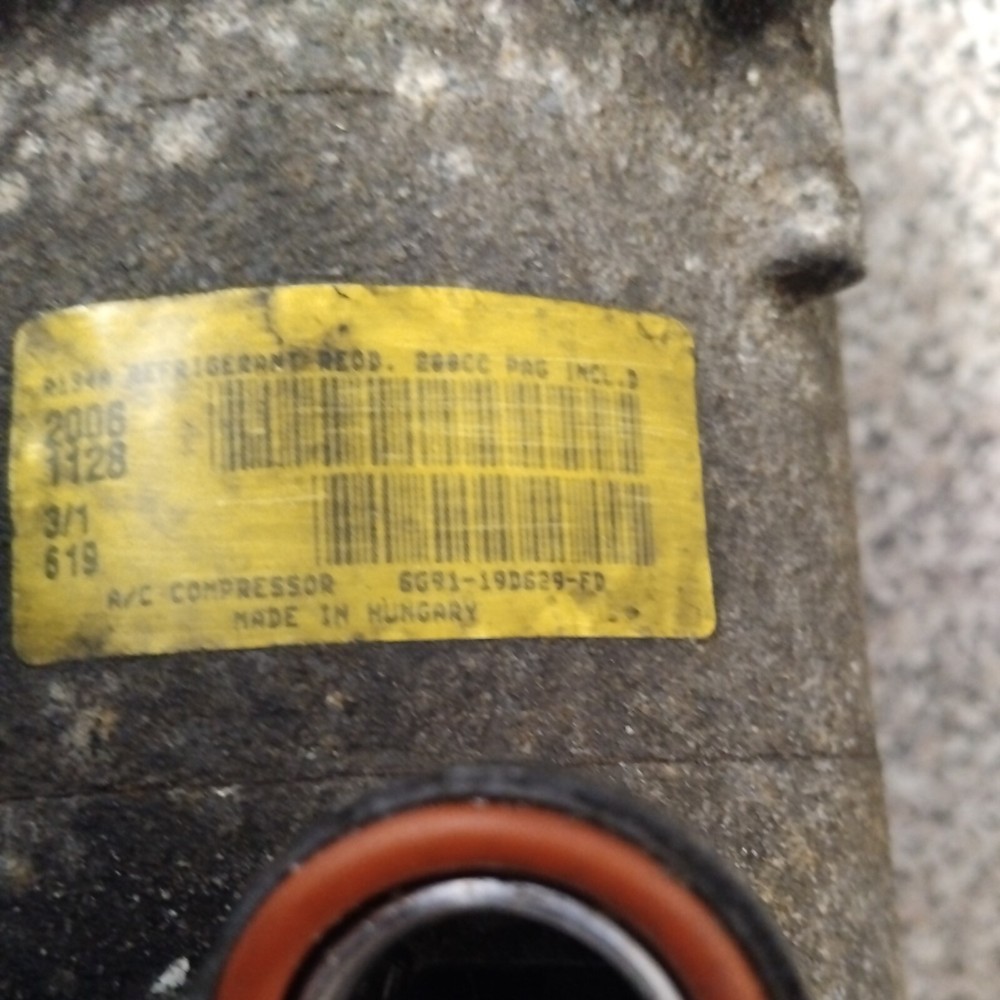 R134A REFRIGERANT REQD. 200CC PAG INCL.D
2006
1128
3/1
619
A/C COMPRESSOR 6G91-19D629-FD
MADE IN HUNGARY